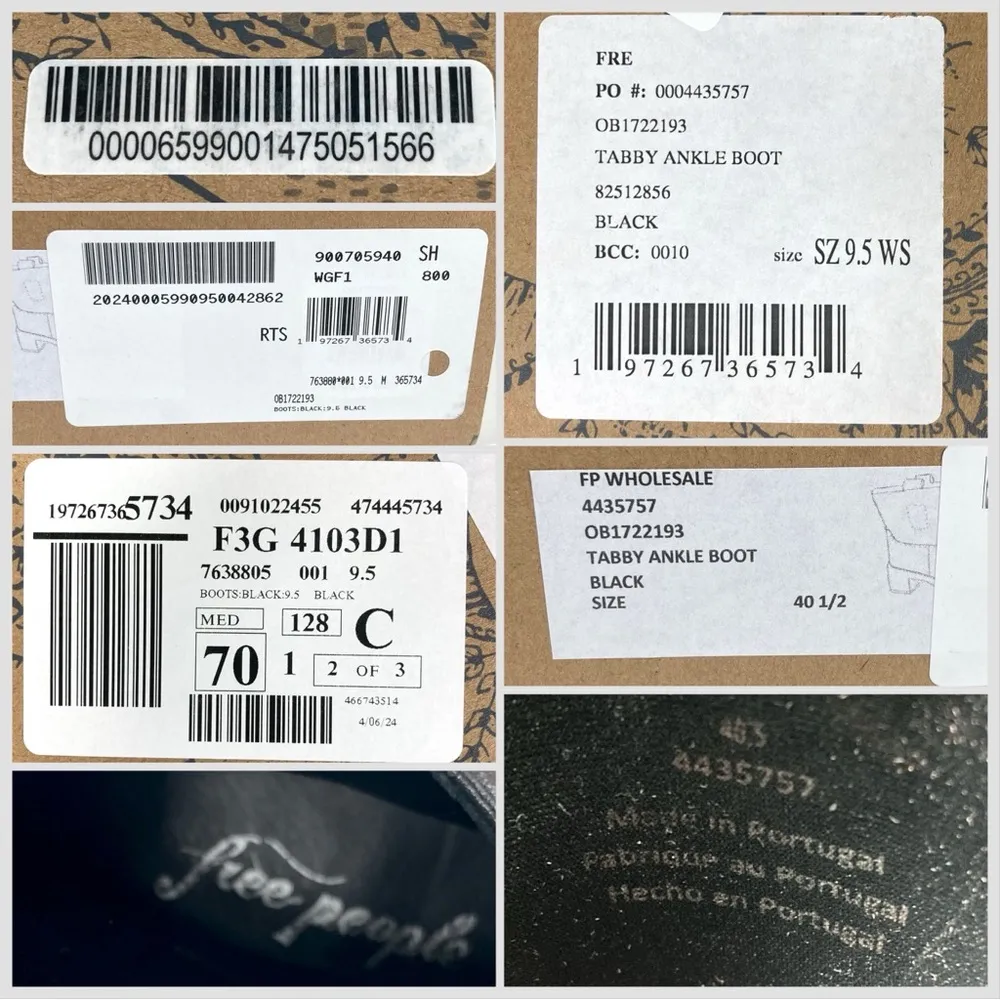 00006599001475051566
FRE
PO #: 0004435757
OB1722193
TABBY ANKLE BOOT
82512856
BLACK
BCC: 0010 size SZ 9.5 WS
1 97267 36573 4
900705940 SH
WGF1 800
20240005990950042862
RTS
1 97267 36573 4
763880*001 9.5 M 365734
OB1722193
BOOTS:BLACK:9.5 BLACK
197267365734 0091022455 474445734
F3G 4103D1
7638805 001 9.5
BOOTS:BLACK:9.5 BLACK
MED 128 C
70 1 2 OF 3
466743514
4/06/24
FP WHOLESALE
4435757
OB1722193
TABBY ANKLE BOOT
BLACK
SIZE 40 1/2
free people
4435757
Made in Portugal
Fabriqué au Portugal
Hecho en Portugal